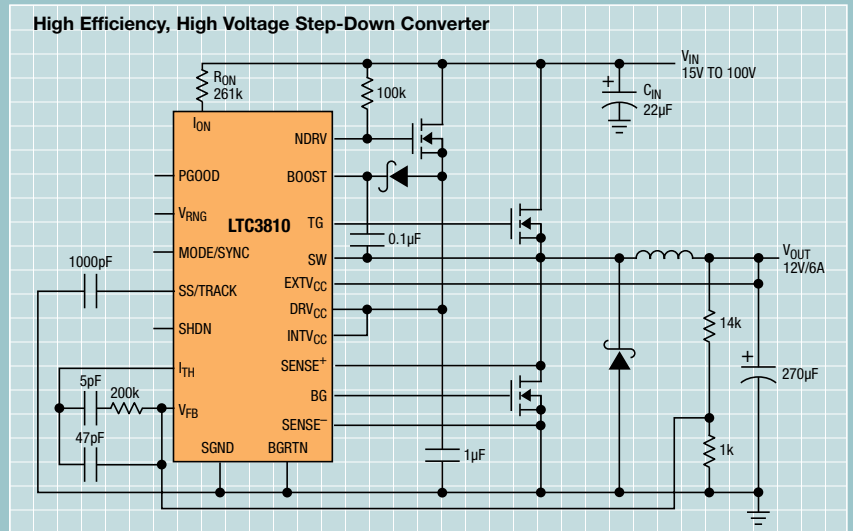 High Efficiency, High Voltage Step-Down Converter
VIN
15V TO 100V
RON
261k
100k
CIN
22µF
ION
NDRV
PGOOD
BOOST
VRNG
LTC3810
TG
0.1µF
MODE/SYNC
SW
VOUT
12V/6A
1000pF
EXTVCC
SS/TRACK
DRVCC
14k
SHDN
INTVCC
SENSE+
ITH
270µF
5pF
200k
BG
VFB
SENSE–
47pF
SGND
BGRTN
1µF
1k